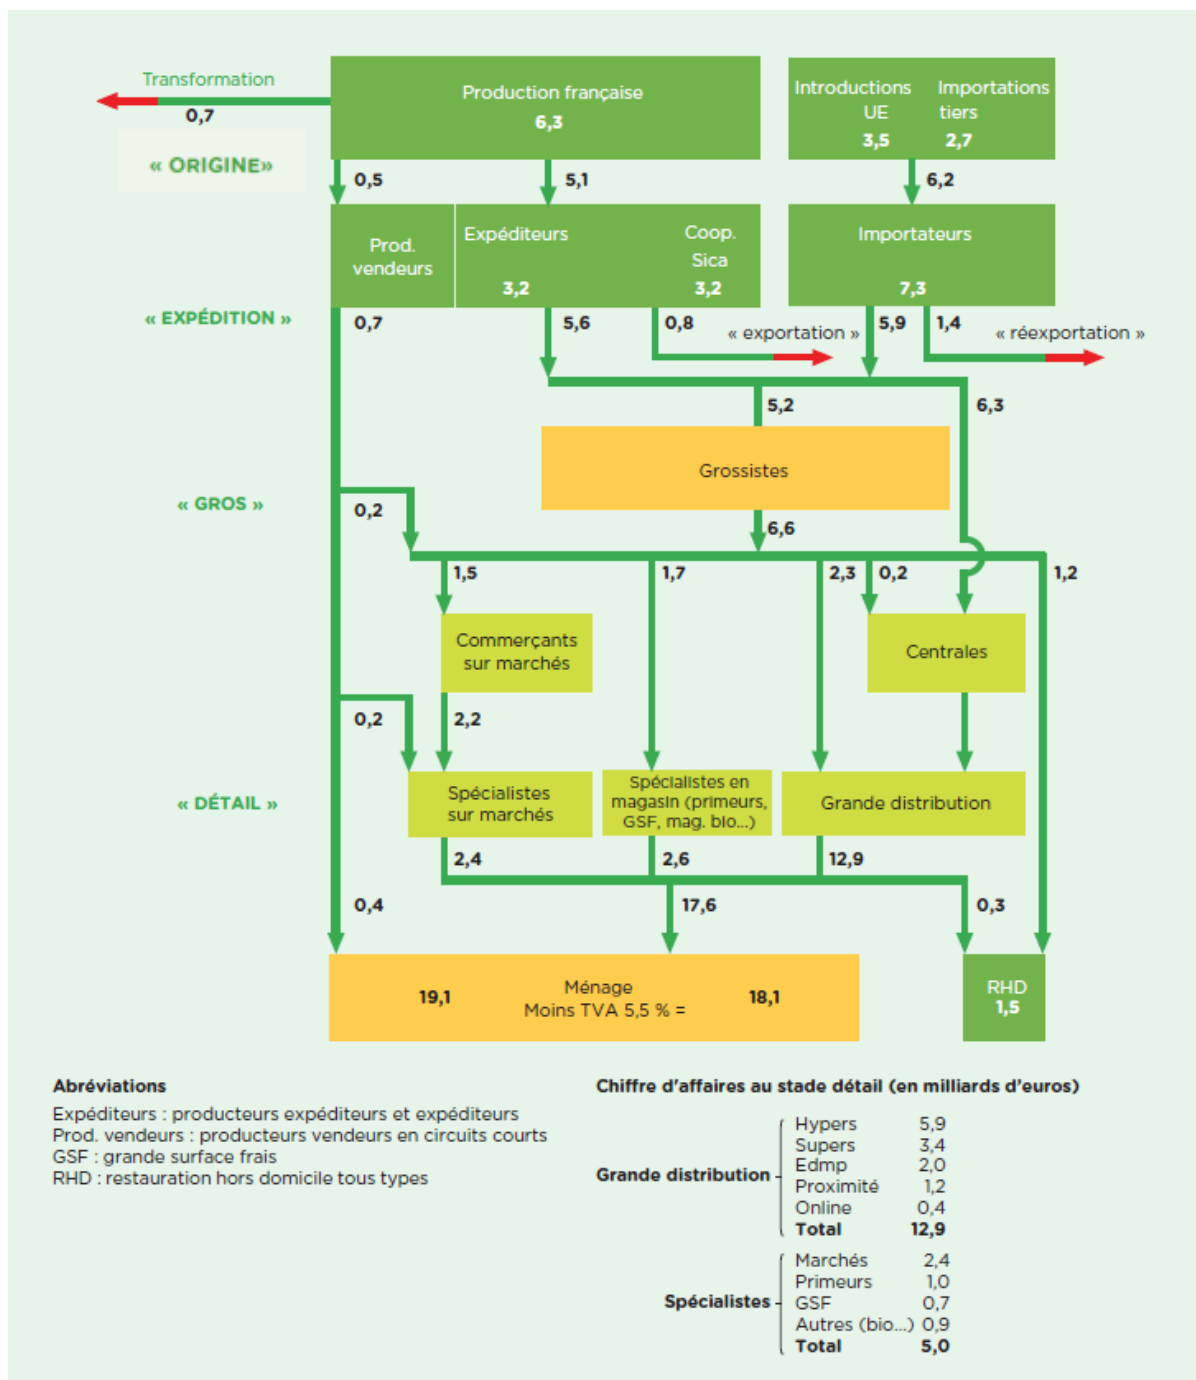 Transformation
0,7
« ORIGINE»
Production française
6,3
Introductions UE
3,5
Importations tiers
2,7
0,5
5,1
6,2
Prod.
vendeurs
Expéditeurs
3,2
Coop.
Sica
3,2
Importateurs
7,3
« EXPÉDITION »
0,7
5,6
0,8
« exportation »
5,9
1,4
« réexportation »
5,2
6,3
Grossistes
« GROS »
0,2
6,6
1,5
1,7
2,3
0,2
1,2
Commerçants
sur marchés
Centrales
0,2
2,2
« DÉTAIL »
Spécialistes
sur marchés
Spécialistes en
magasin (primeurs,
GSF, mag. bio...)
Grande distribution
2,4
2,6
12,9
0,4
17,6
0,3
19,1
Ménage
Moins TVA 5,5 % =
18,1
RHD
1,5
Abréviations
Expéditeurs : producteurs expéditeurs et expéditeurs
Prod. vendeurs : producteurs vendeurs en circuits courts
GSF : grande surface frais
RHD : restauration hors domicile tous types
Chiffre d'affaires au stade détail (en milliards d'euros)
Grande distribution
Hypers 5,9
Supers 3,4
Edmp 2,0
Proximité 1,2
Online 0,4
Total 12,9
Spécialistes
Marchés 2,4
Primeurs 1,0
GSF 0,7
Autres (bio...) 0,9
Total 5,0